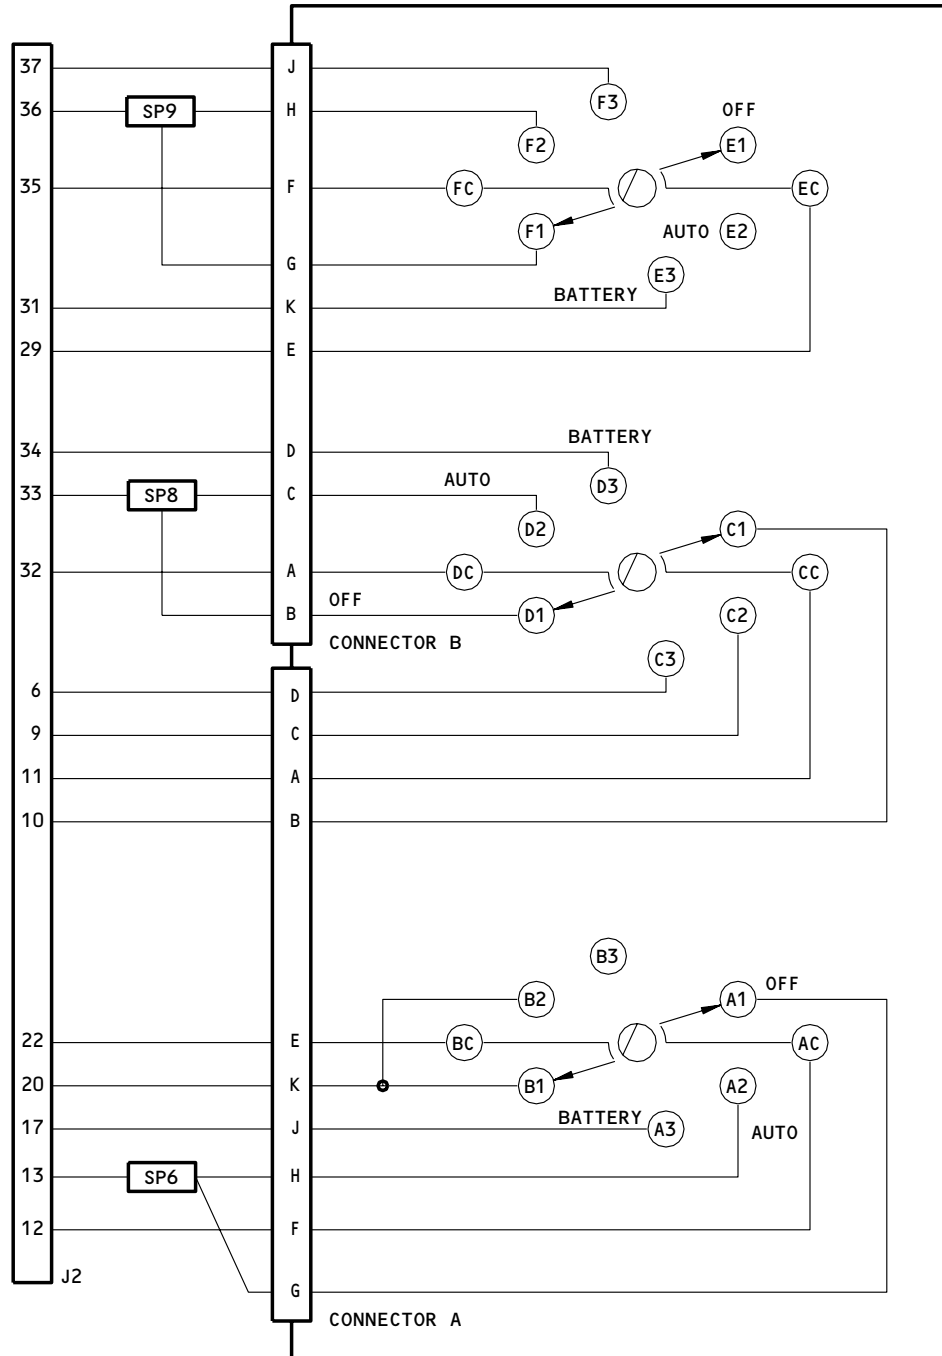 37 J
F3
36 SP9 H
OFF
F2 E1
35 F FC EC
F1 AUTO E2
G
E3
BATTERY
31 K
29 E
BATTERY
34 D
AUTO
D3
33 SP8 C
D2 C1
32 A DC CC
OFF
B D1 C2
CONNECTOR B
C3
6 D
9 C
11 A
10 B
B3
OFF
B2 A1
22 E BC AC
20 K B1 A2
BATTERY
17 J A3 AUTO
13 SP6 H
12 F
J2
G
CONNECTOR A